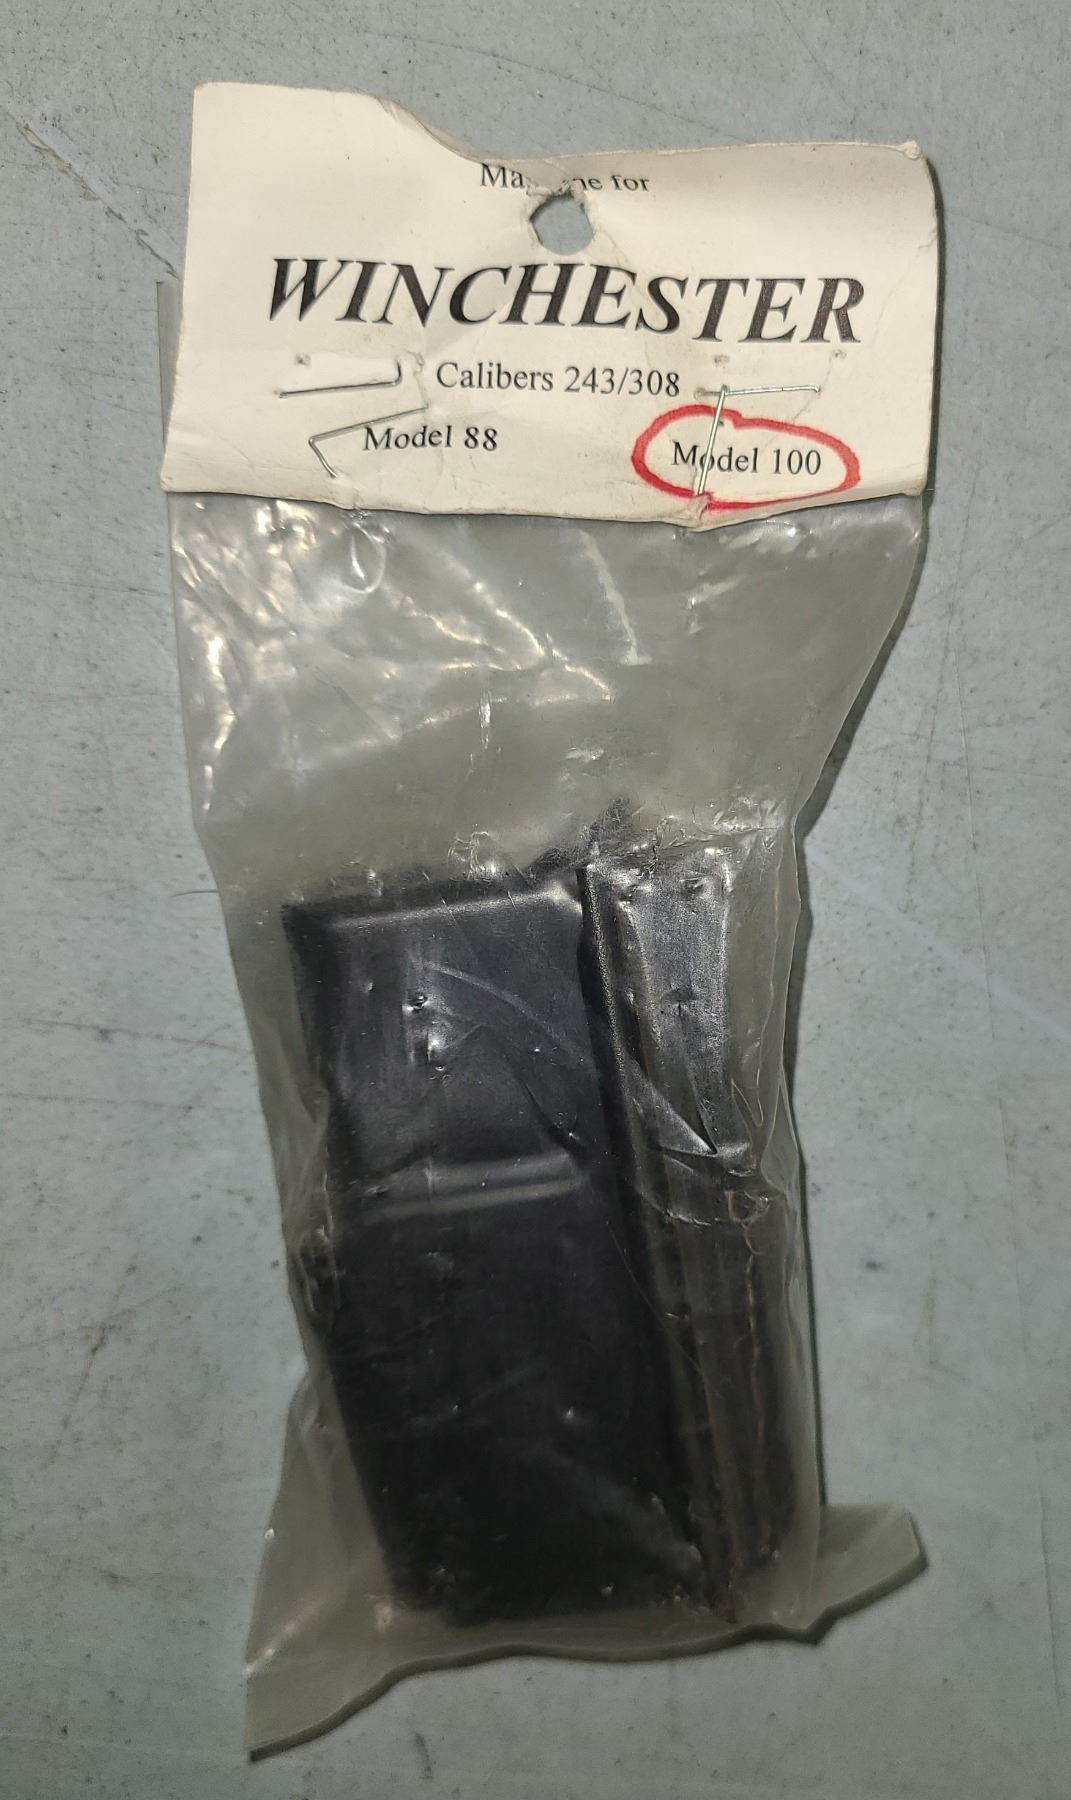 for
WINCHESTER
Calibers 243/308
Model 88
Model 100